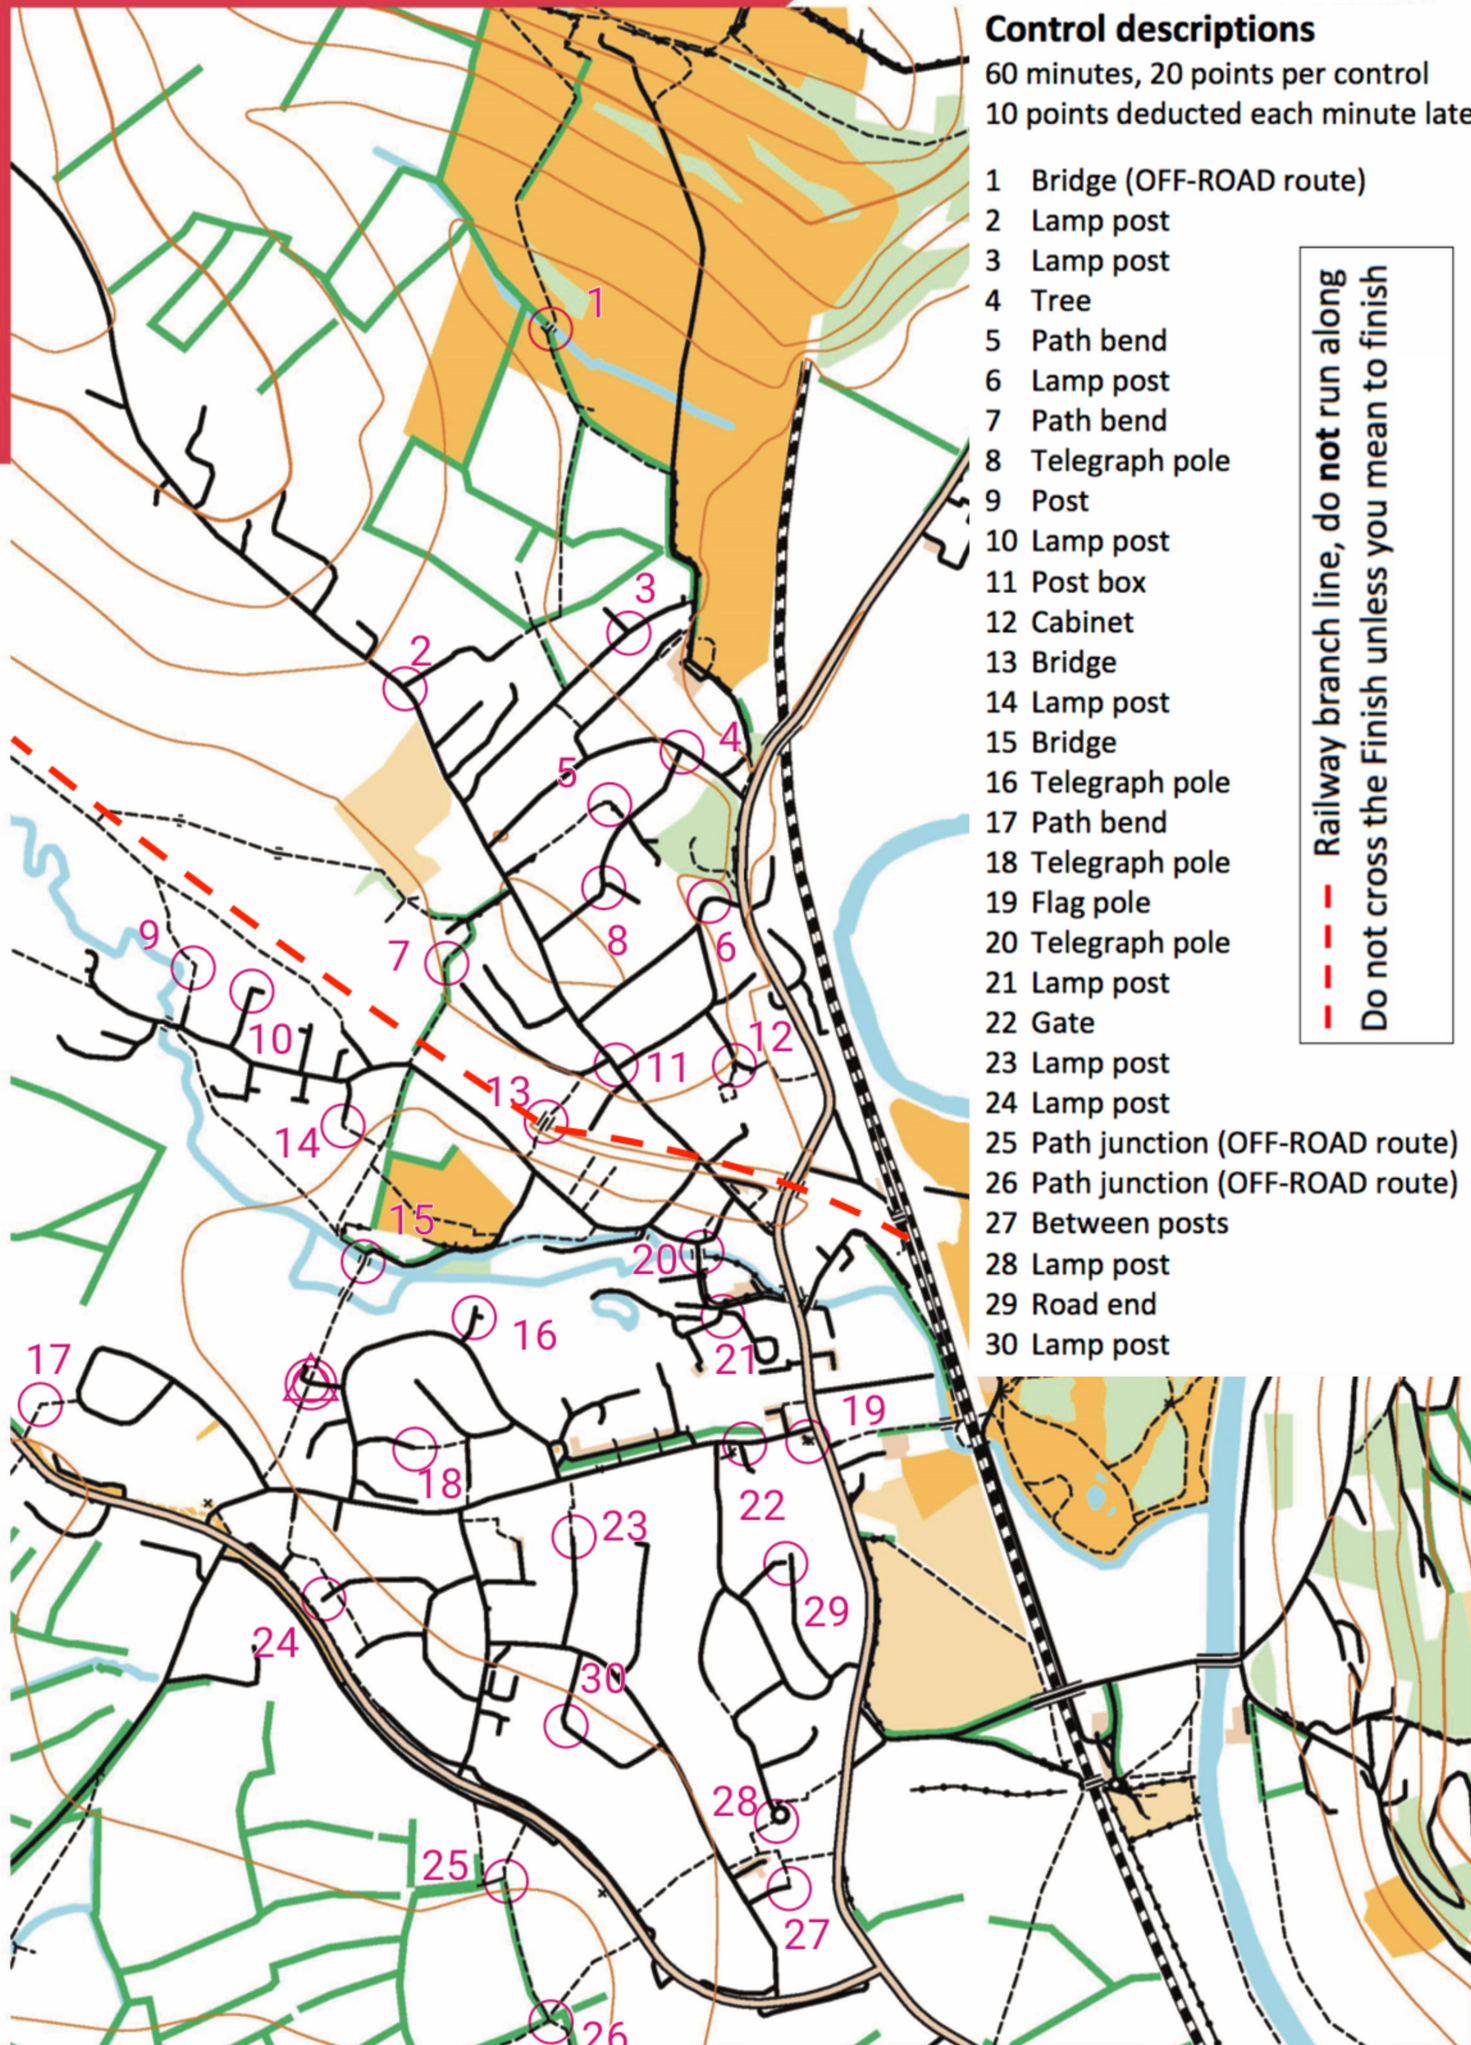 Control descriptions
60 minutes, 20 points per control
10 points deducted each minute late
1 Bridge (OFF-ROAD route)
2 Lamp post
3 Lamp post
4 Tree
5 Path bend
6 Lamp post
7 Path bend
8 Telegraph pole
9 Post
10 Lamp post
11 Post box
12 Cabinet
13 Bridge
14 Lamp post
15 Bridge
16 Telegraph pole
17 Path bend
18 Telegraph pole
19 Flag pole
20 Telegraph pole
21 Lamp post
22 Gate
23 Lamp post
24 Lamp post
25 Path junction (OFF-ROAD route)
26 Path junction (OFF-ROAD route)
27 Between posts
28 Lamp post
29 Road end
30 Lamp post
Railway branch line, do not run along
Do not cross the Finish unless you mean to finish
1
3
2
4
5
8
6
7
9
10
12
11
13
14
15
20
16
21
17
19
18
22
23
29
24
30
28
25
27
26